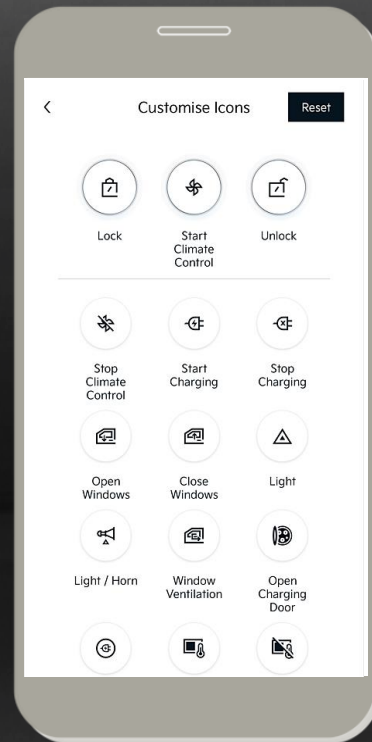 Customise Icons
Reset
Lock
Start
Climate
Control
Unlock
Stop
Climate
Control
Start
Charging
Stop
Charging
Open
Windows
Close
Windows
Light
Light / Horn
Window
Ventilation
Open
Charging
Door